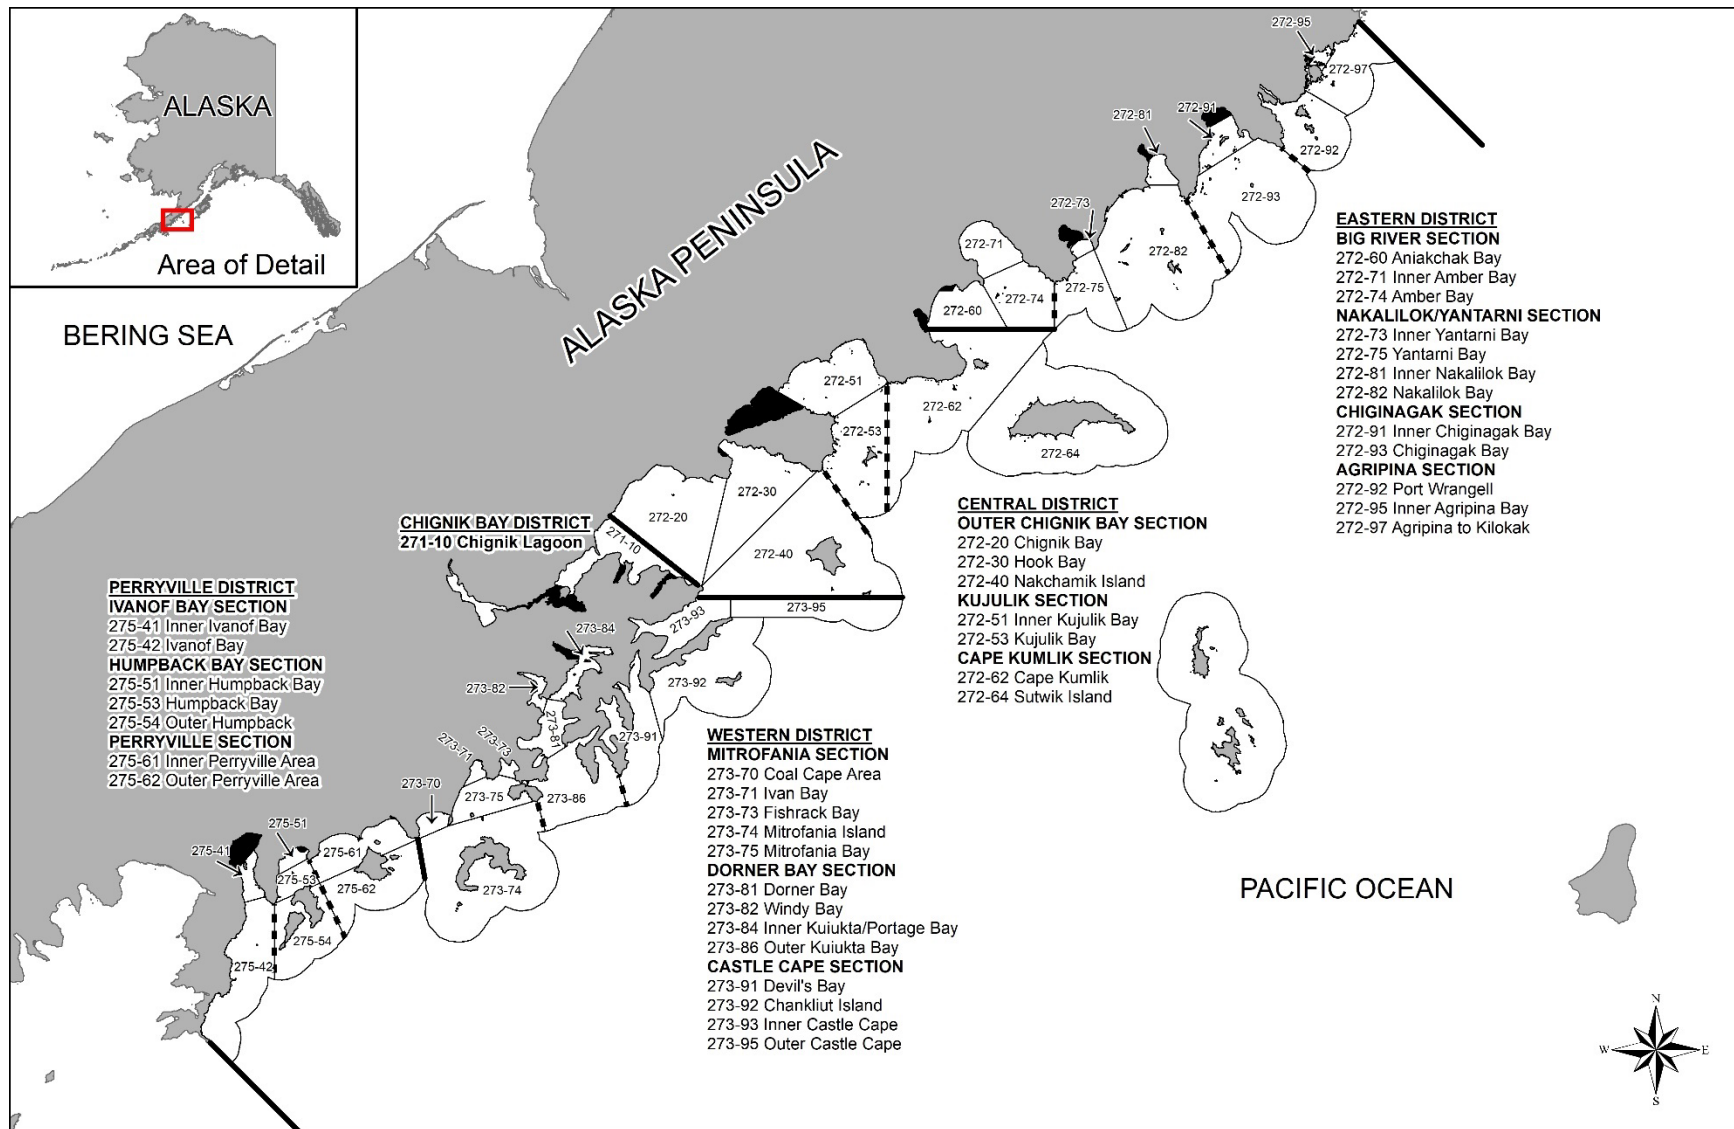 ALASKA
Area of Detail
BERING SEA
ALASKA PENINSULA
PACIFIC OCEAN
272-95
272-97
272-91
272-81
272-92
272-93
272-73
272-82
272-71
272-75
272-74
272-60
272-51
272-62
272-53
272-64
272-30
272-20
271-10
272-40
273-95
273-93
273-84
273-92
273-82
273-81
273-91
273-73
273-71
273-70
273-75
273-86
273-74
275-51
275-41
275-61
275-53
275-62
275-54
275-42
EASTERN DISTRICT
BIG RIVER SECTION
272-60 Aniakchak Bay
272-71 Inner Amber Bay
272-74 Amber Bay
NAKALILOK/YANTARNI SECTION
272-73 Inner Yantarni Bay
272-75 Yantarni Bay
272-81 Inner Nakalilok Bay
272-82 Nakalilok Bay
CHIGINAGAK SECTION
272-91 Inner Chiginagak Bay
272-93 Chiginagak Bay
AGRIPINA SECTION
272-92 Port Wrangell
272-95 Inner Agripina Bay
272-97 Agripina to Kilokak
CENTRAL DISTRICT
OUTER CHIGNIK BAY SECTION
272-20 Chignik Bay
272-30 Hook Bay
272-40 Nakchamik Island
KUJULIK SECTION
272-51 Inner Kujulik Bay
272-53 Kujulik Bay
CAPE KUMLIK SECTION
272-62 Cape Kumlik
272-64 Sutwik Island
CHIGNIK BAY DISTRICT
271-10 Chignik Lagoon
PERRYVILLE DISTRICT
IVANOF BAY SECTION
275-41 Inner Ivanof Bay
275-42 Ivanof Bay
HUMPBACK BAY SECTION
275-51 Inner Humpback Bay
275-53 Humpback Bay
275-54 Outer Humpback
PERRYVILLE SECTION
275-61 Inner Perryville Area
275-62 Outer Perryville Area
WESTERN DISTRICT
MITROFANIA SECTION
273-70 Coal Cape Area
273-71 Ivan Bay
273-73 Fishrack Bay
273-74 Mitrofania Island
273-75 Mitrofania Bay
DORNER BAY SECTION
273-81 Dorner Bay
273-82 Windy Bay
273-84 Inner Kuiukta/Portage Bay
273-86 Outer Kuiukta Bay
CASTLE CAPE SECTION
273-91 Devil's Bay
273-92 Chankliut Island
273-93 Inner Castle Cape
273-95 Outer Castle Cape
N
W
E
S